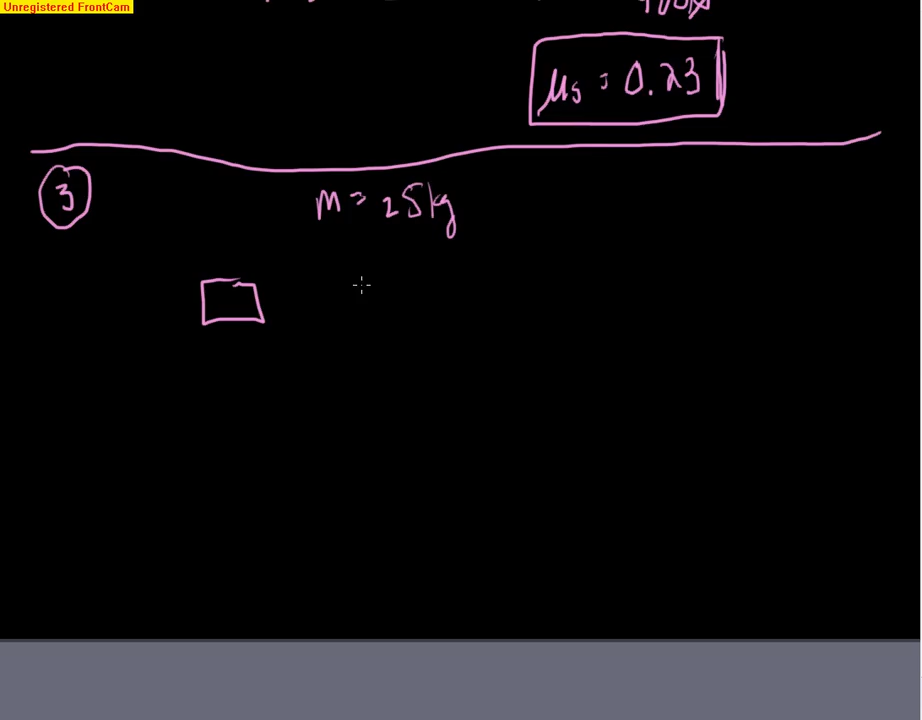 Unregistered FrontCam
μs = 0.23
3
m = 25kg